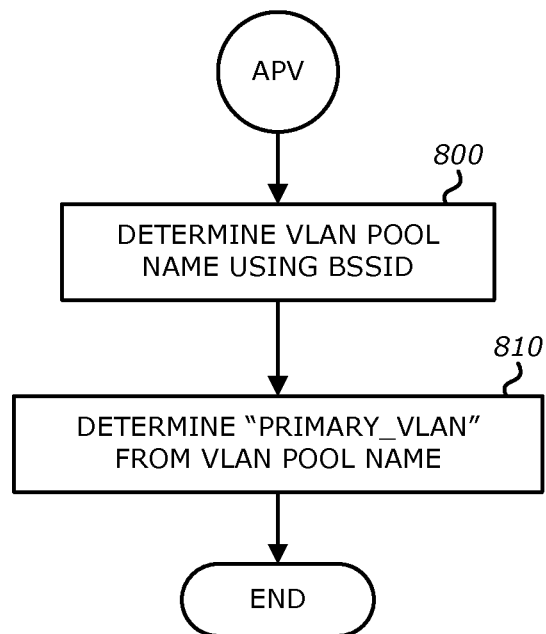 APV
800
DETERMINE VLAN POOL
NAME USING BSSID
810
DETERMINE “PRIMARY_VLAN”
FROM VLAN POOL NAME
END